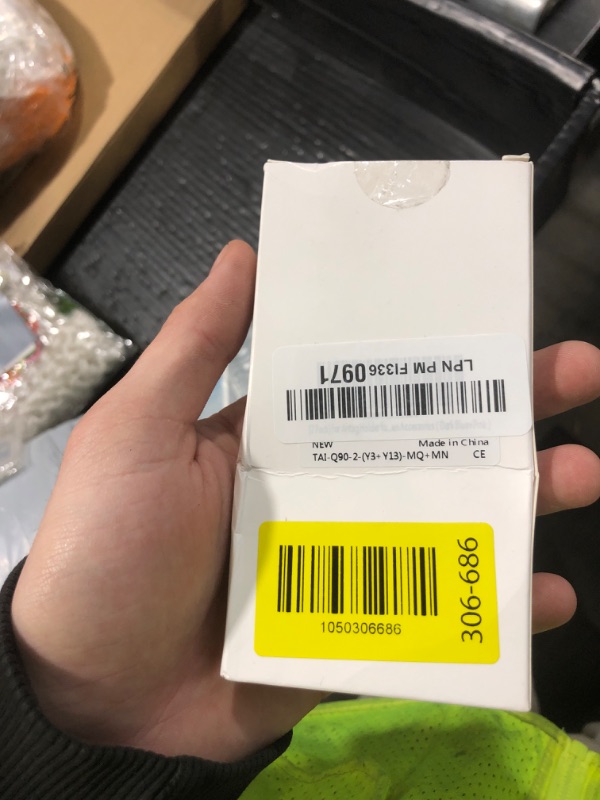 LPN PM FI336 0971
NEW Made in China
TAI-Q90-2-(Y3+Y13)-MQ+MN CE
1050306686
306-686